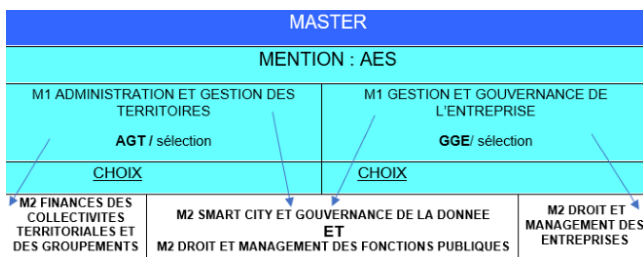 MASTER
MENTION : AES
M1 ADMINISTRATION ET GESTION DES
TERRITOIRES
AGT / sélection
M1 GESTION ET GOUVERNANCE DE
L'ENTREPRISE
GGE/ sélection
CHOIX
CHOIX
M2 FINANCES DES
COLLECTIVITES
TERRITORIALES ET
DES GROUPEMENTS
M2 SMART CITY ET GOUVERNANCE DE LA DONNEE
ET
M2 DROIT ET MANAGEMENT DES FONCTIONS PUBLIQUES
M2 DROIT ET
MANAGEMENT DES
ENTREPRISES